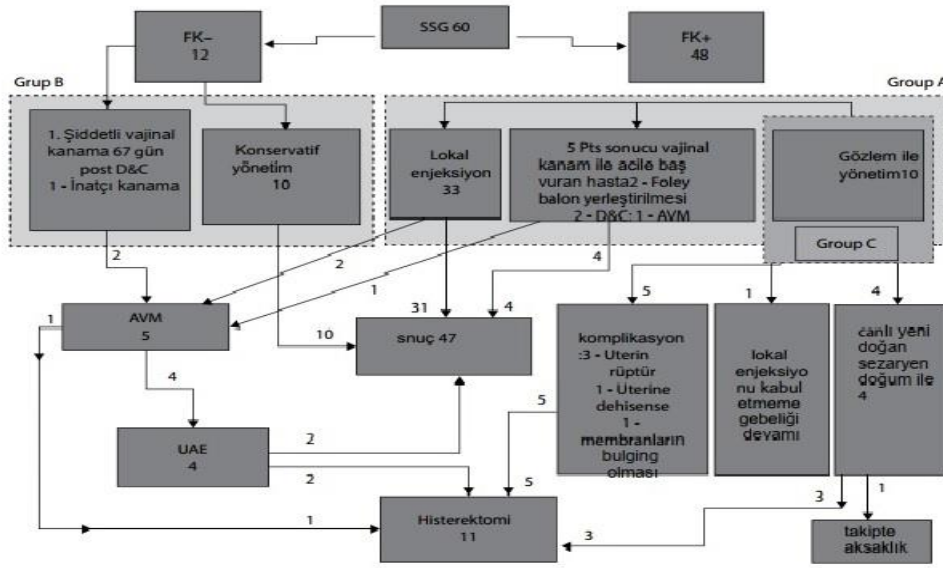 SSG 60
FK−
12
FK+
48
Grup B
Group A
1. Şiddetli vajinal
kanama 67 gün
post D&C
1 - İnatçı kanama
Konservatif
yönetim
10
Lokal
enjeksiyon
33
5 Pts sonucu vajinal
kanam ile acile baş
vuran hasta2 - Foley
balon yerleştirilmesi
2 - D&C: 1 - AVM
Gözlem ile
yönetim10
Group C
2
2
1
4
31
4
10
5
1
4
AVM
5
1
snuç 47
komplikasyon
:3 - Uterin
rüptür
1 - Uterine
dehisense
1 -
membranların
bulging
olması
lokal
enjeksiyo
nu kabul
etmeme
gebeliği
devamı
canlı yeni
doğan
sezaryen
doğum ile
4
4
UAE
4
2
2
5
5
1
Histerektomi
11
3
3
1
takipte
aksaklık